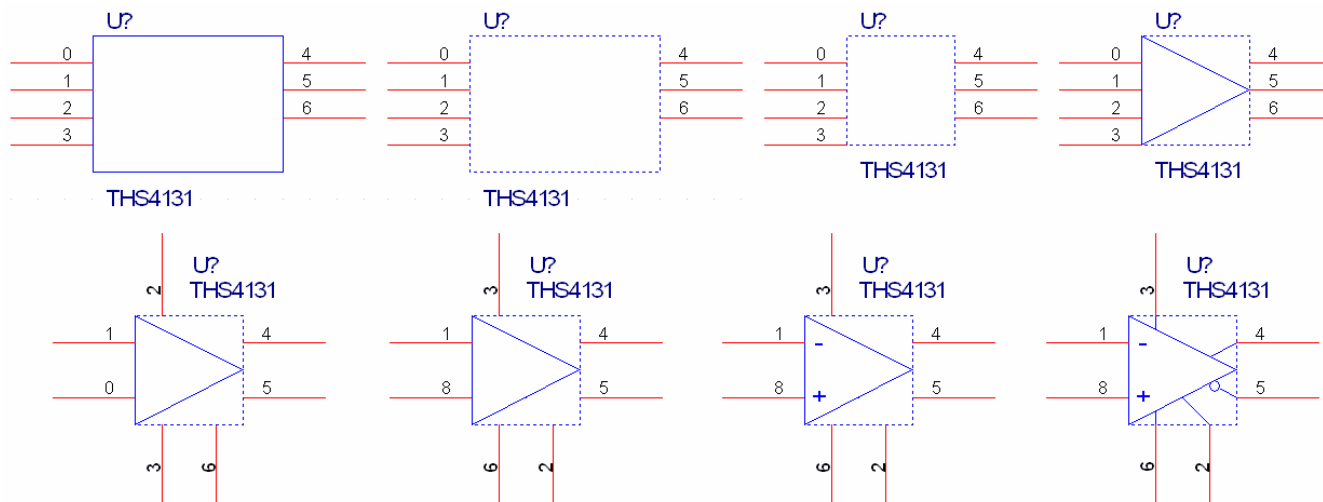 U? U? U? U?
0 4 0 4 0 4 0 4
1 5 1 5 1 5 1 5
2 6 2 6 2 6 2 6
3 3 3 3
THS4131 THS4131
THS4131 THS4131
U? U? U? U?
2 THS4131 3 THS4131 3 THS4131 3 THS4131
1 4 1 4 1 - 4 1 - 4
0 5 8 5 8 + 5 8 + 5
3 6 6 2 6 2 6 2